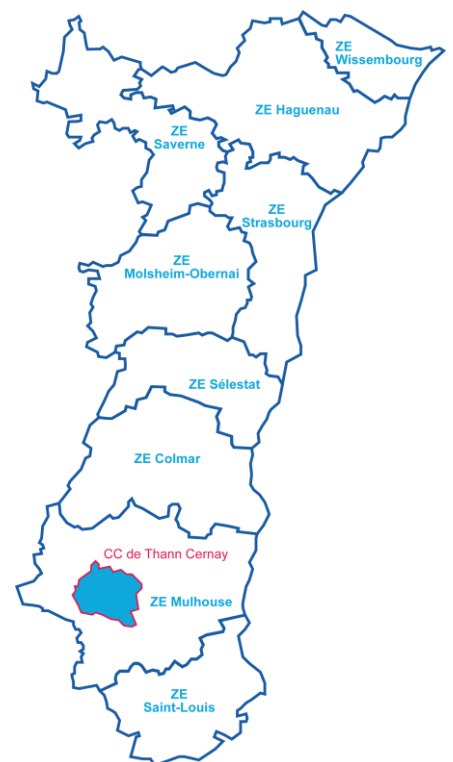 ZE
Wissembourg
ZE Haguenau
ZE
Saverne
ZE
Strasbourg
ZE
Molsheim-Obernai
ZE Sélestat
ZE Colmar
CC de Thann Cernay
ZE Mulhouse
ZE
Saint-Louis